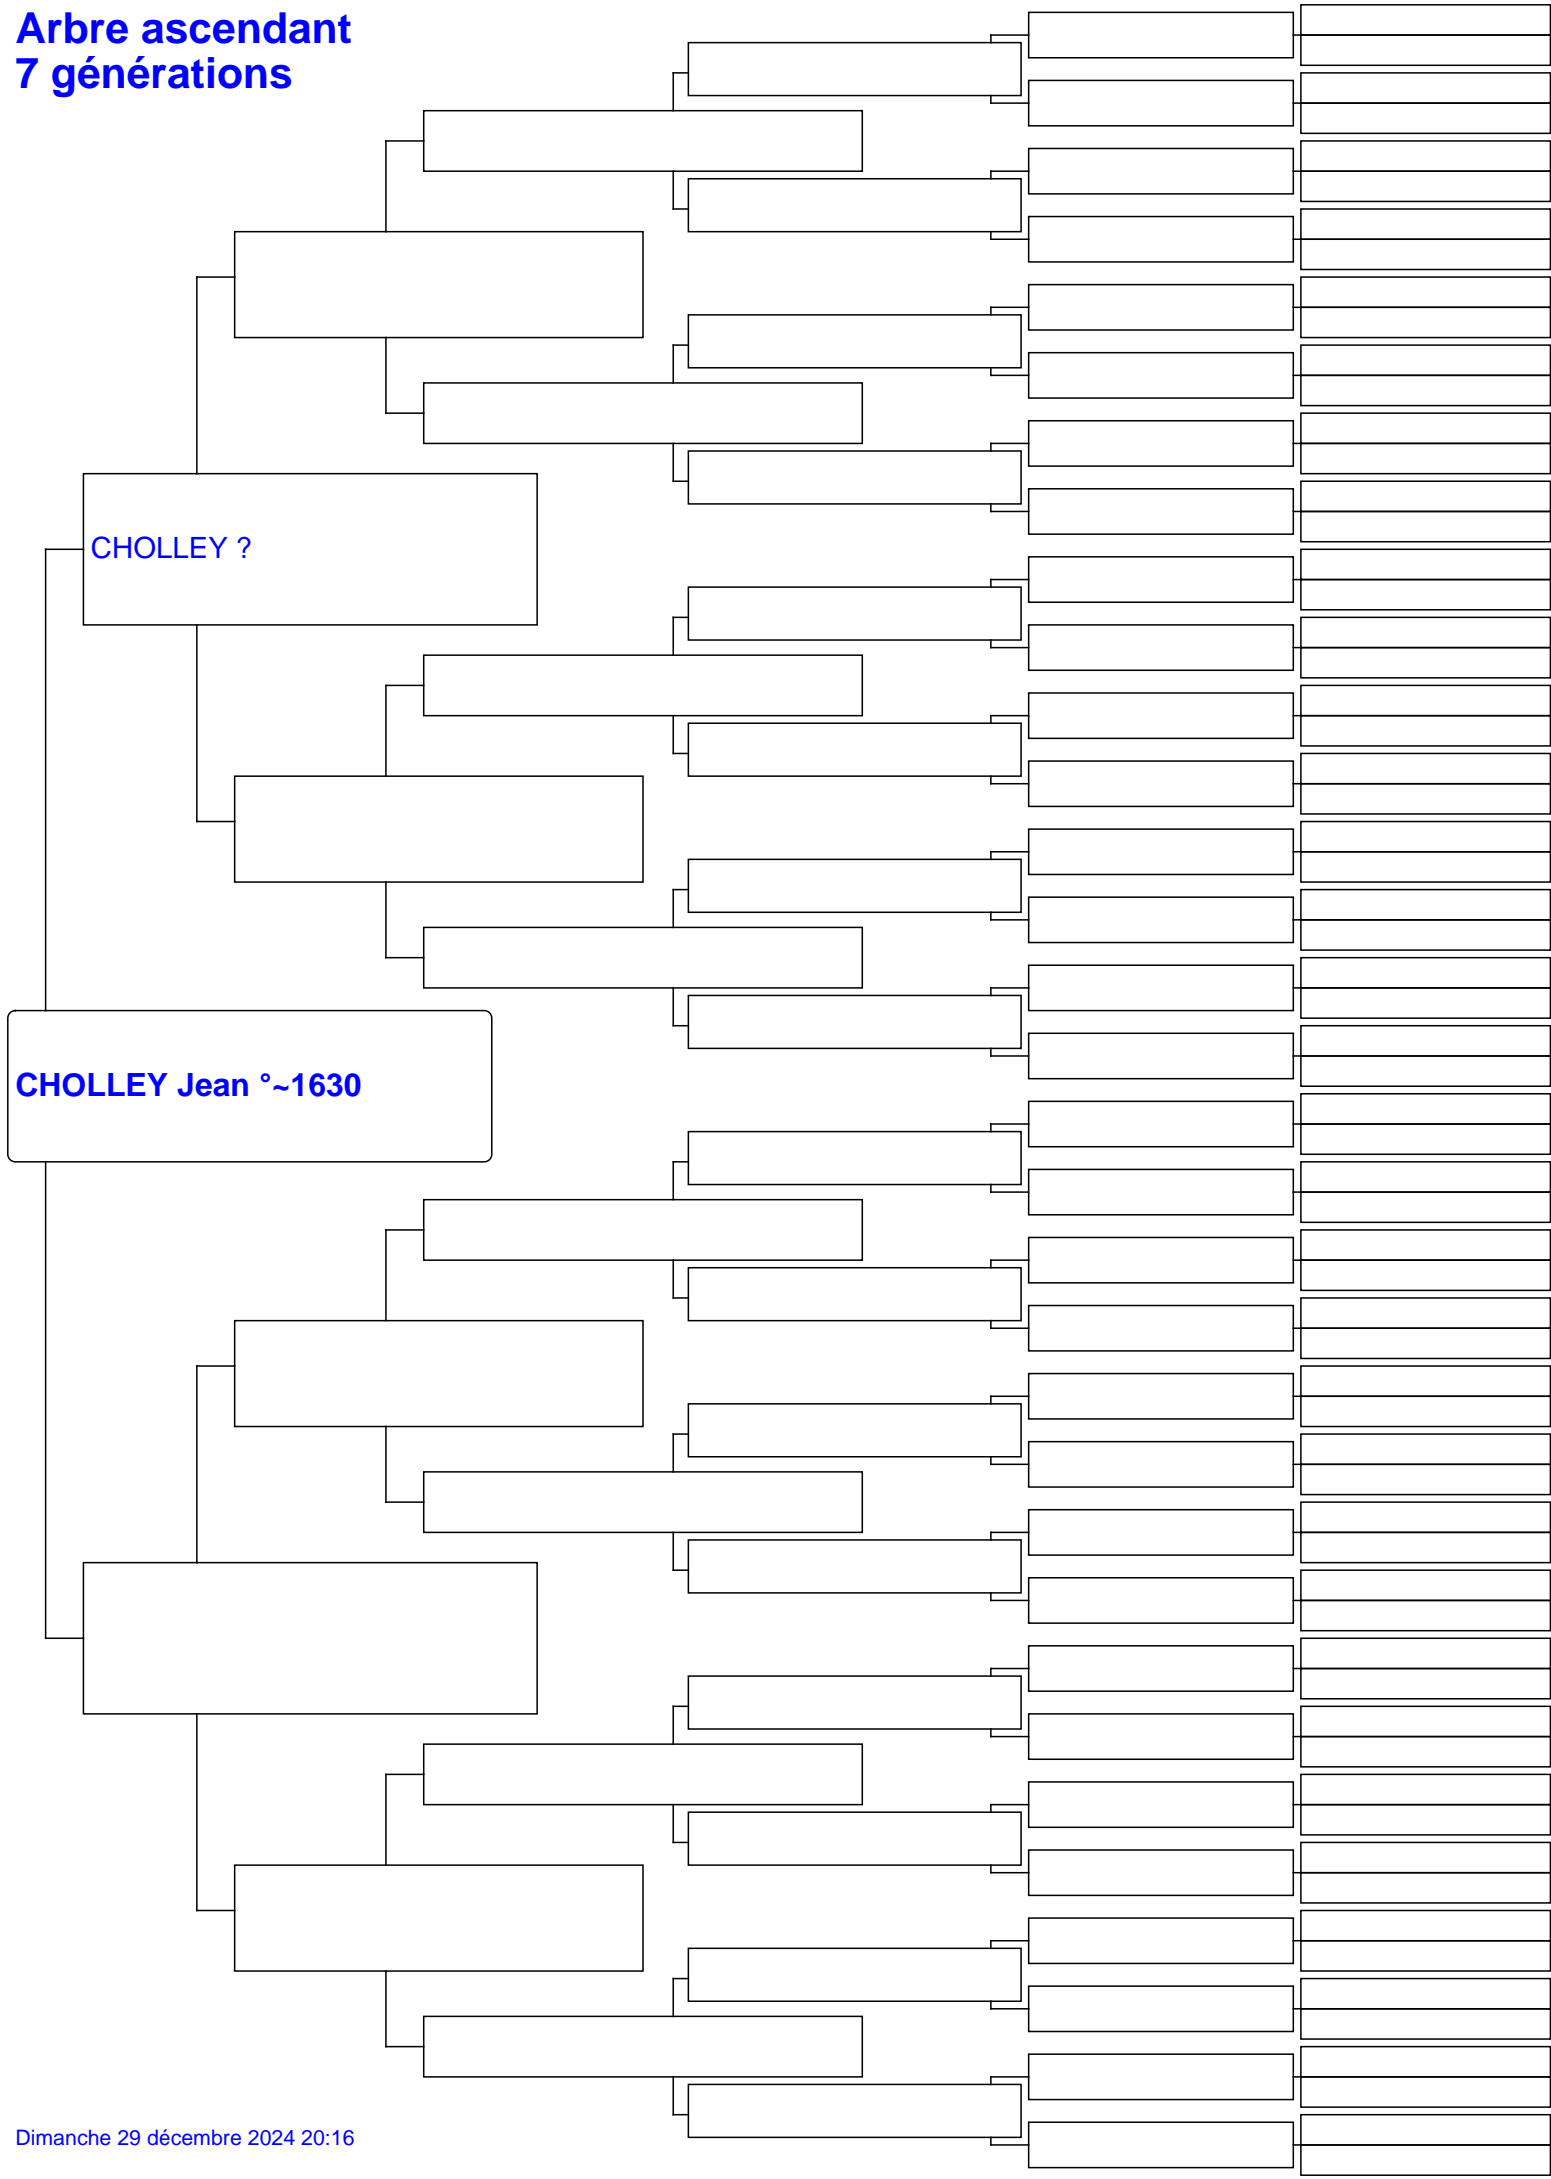 Arbre ascendant
7 générations
CHOLLEY ?
CHOLLEY Jean °~1630
Dimanche 29 décembre 2024 20:16